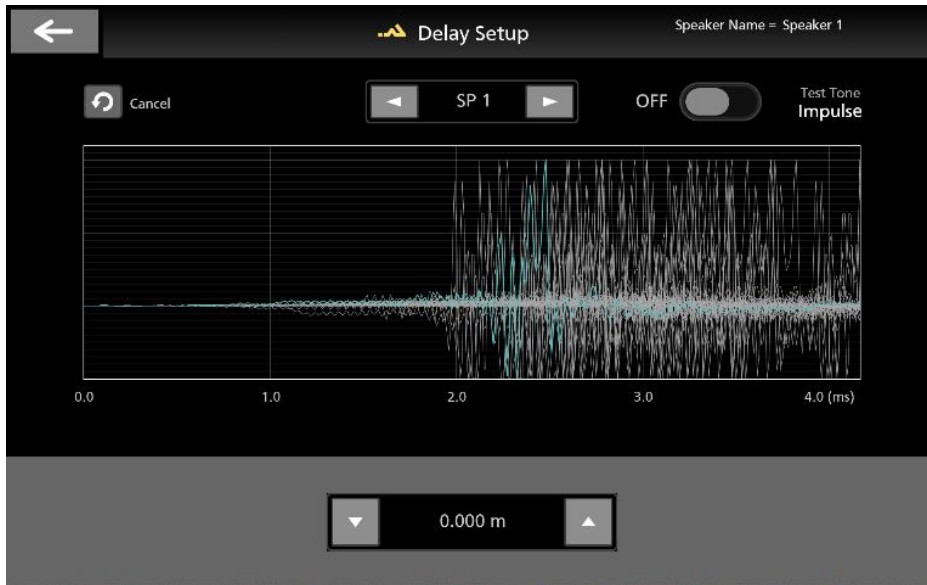 Delay Setup
Speaker Name = Speaker 1
Cancel
SP 1
OFF
Test Tone
Impulse
0.0 1.0 2.0 3.0 4.0 (ms)
0.000 m